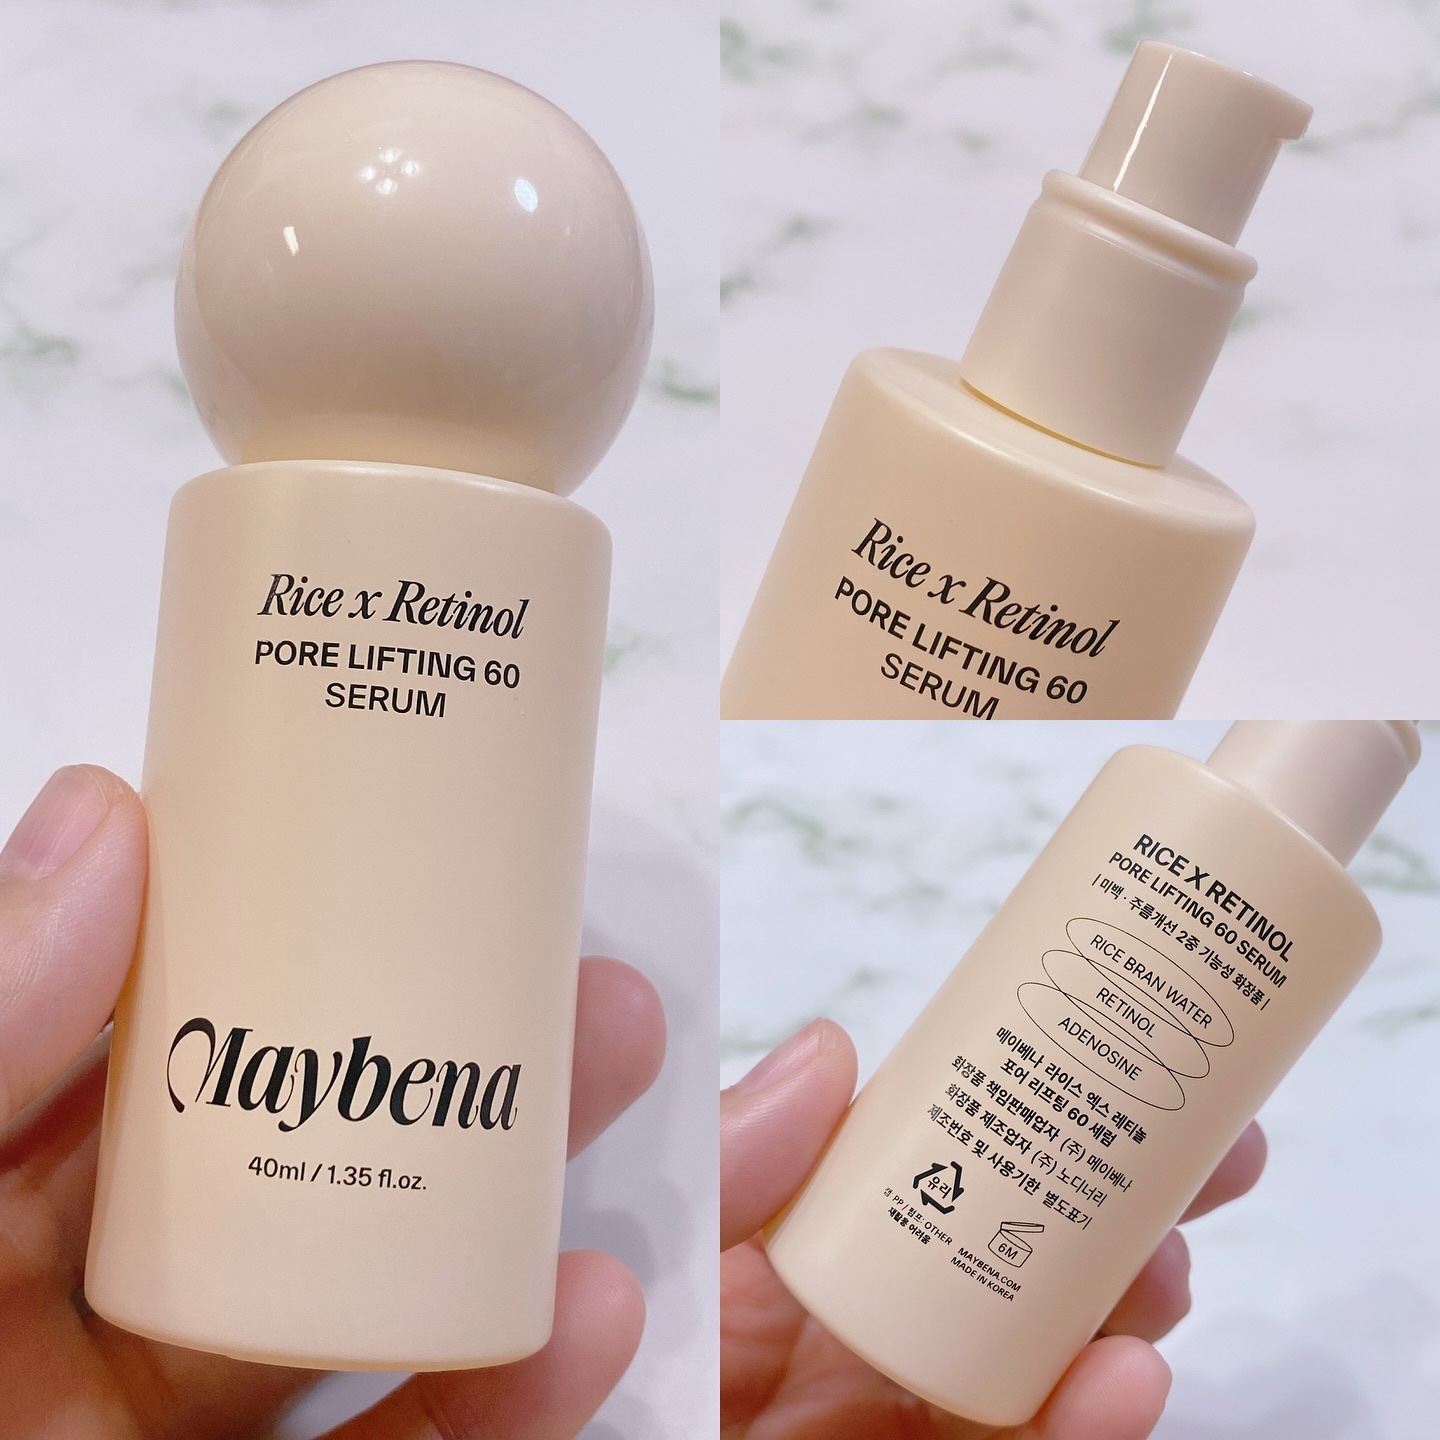 Rice x Retinol
PORE LIFTING 60
SERUM
Maybena
40ml / 1.35 fl.oz.
Rice x Retinol
PORE LIFTING 60
SERUM
RICE X RETINOL
PORE LIFTING 60 SERUM
| 미백 · 주름개선 2중 기능성 화장품 |
RICE BRAN WATER
RETINOL
ADENOSINE
메이베나 라이스 엑스 레티놀
포어 리프팅 60 세럼
화장품 책임판매업자 (주) 메이베나
화장품 제조업자 (주) 노디너리
제조번호 및 사용기한 별도표기
유리
캡: PP / 펌프: OTHER
재활용 어려움
6M
MAYBENA.COM
MADE IN KOREA